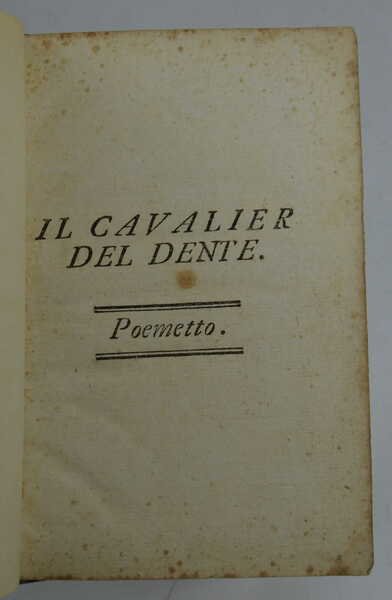 IL CAVALIER
DEL DENTE.
Poemetto.